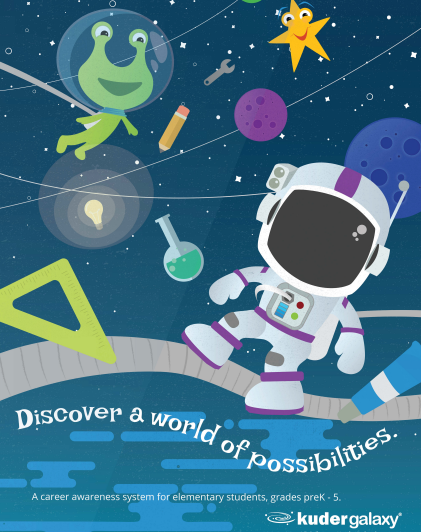 Discover a world of possibilities.
A career awareness system for elementary students, grades preK - 5.
kudergalaxy®